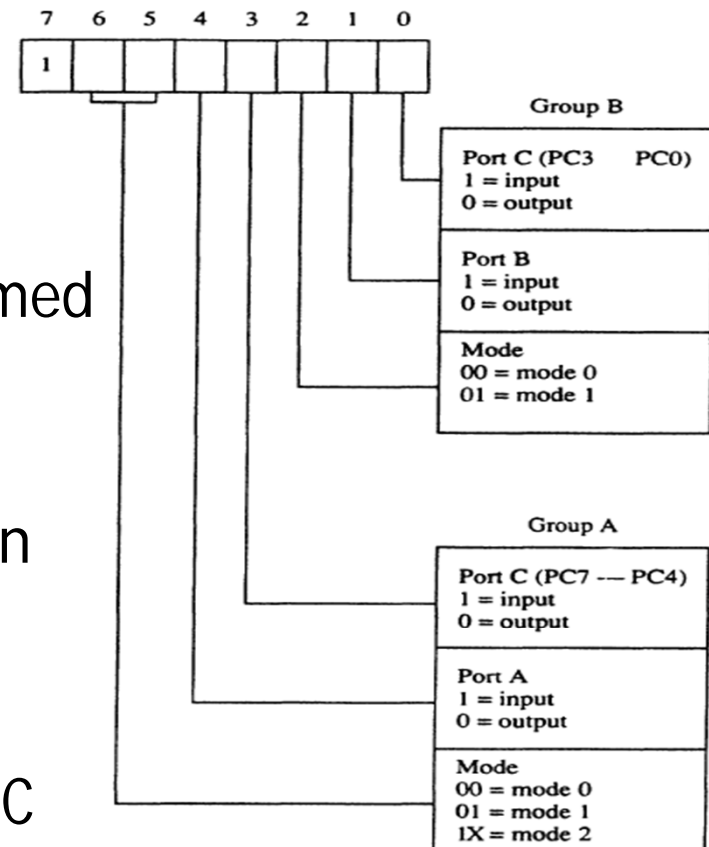 7 6 5 4 3 2 1 0
1
Group B
Port C (PC3 PC0)
1 = input
0 = output
Port B
1 = input
0 = output
Mode
00 = mode 0
01 = mode 1
med
n
C
Group A
Port C (PC7 --- PC4)
1 = input
0 = output
Port A
1 = input
0 = output
Mode
00 = mode 0
01 = mode 1
1X = mode 2